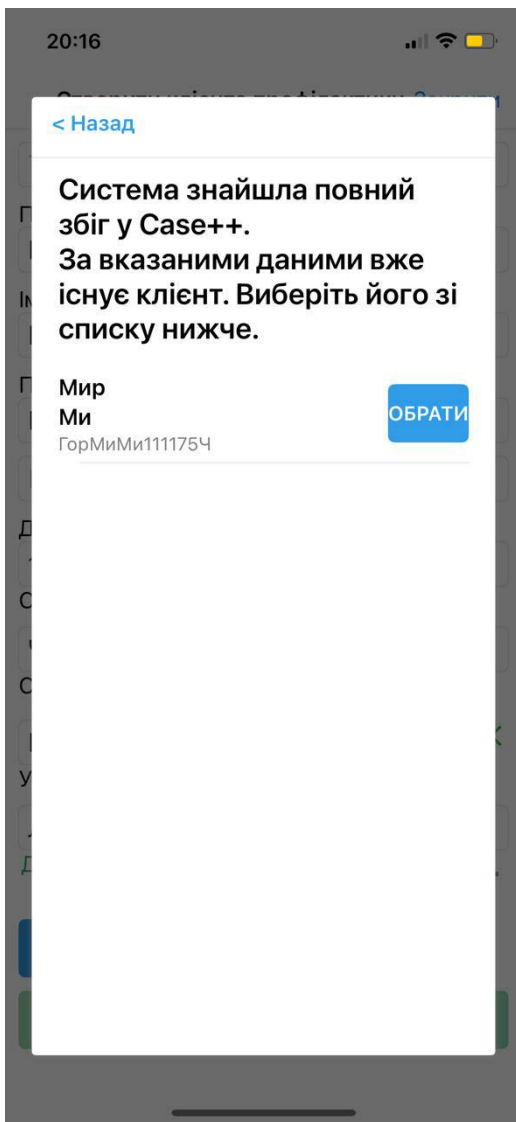 20:16
< Назад
Система знайшла повний
збіг у Case++.
За вказаними даними вже
існує клієнт. Виберіть його зі
списку нижче.
Мир
Ми
ОБРАТИ
ГорМиМи111175Ч